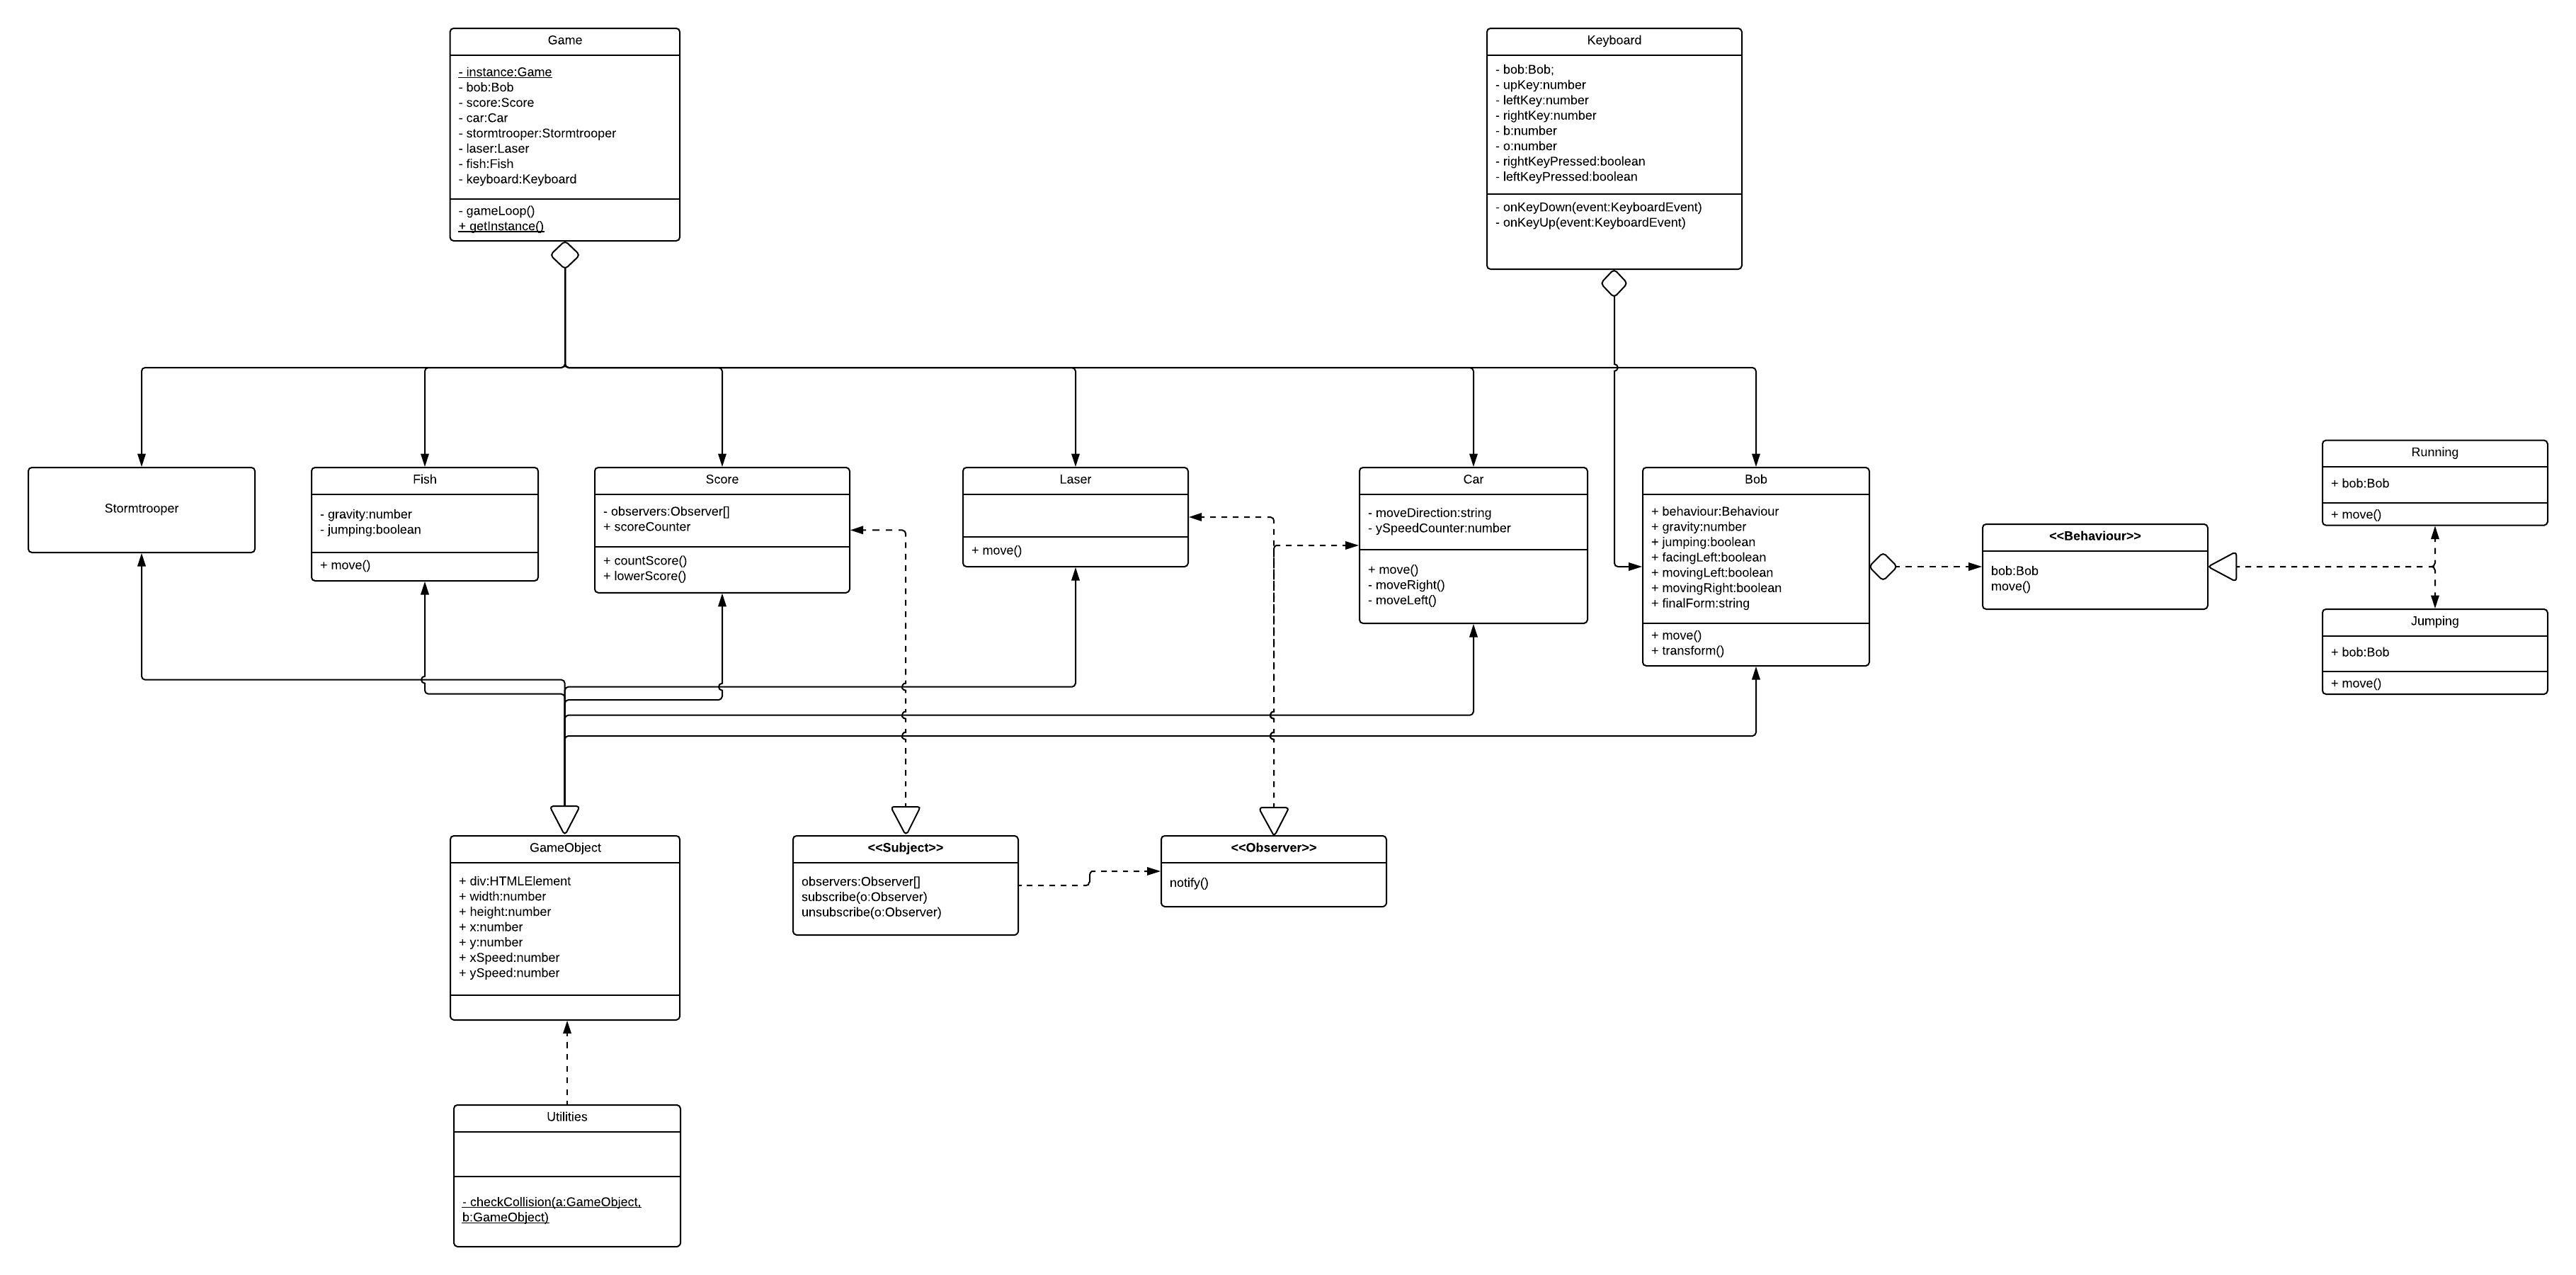 Game
- instance:Game
- bob:Bob
- score:Score
- car:Car
- stormtrooper:Stormtrooper
- laser:Laser
- fish:Fish
- keyboard:Keyboard
- gameLoop()
+ getInstance()
Keyboard
- bob:Bob;
- upKey:number
- leftKey:number
- rightKey:number
- b:number
- o:number
- rightKeyPressed:boolean
- leftKeyPressed:boolean
- onKeyDown(event:KeyboardEvent)
- onKeyUp(event:KeyboardEvent)
Stormtrooper
Fish
- gravity:number
- jumping:boolean
+ move()
Score
- observers:Observer[]
+ scoreCounter
+ countScore()
+ lowerScore()
Laser
+ move()
Car
- moveDirection:string
- ySpeedCounter:number
+ move()
- moveRight()
- moveLeft()
Bob
+ behaviour:Behaviour
+ gravity:number
+ jumping:boolean
+ facingLeft:boolean
+ movingLeft:boolean
+ movingRight:boolean
+ finalForm:string
+ move()
+ transform()
<<Behaviour>>
bob:Bob
move()
Running
+ bob:Bob
+ move()
Jumping
+ bob:Bob
+ move()
GameObject
+ div:HTMLElement
+ width:number
+ height:number
+ x:number
+ y:number
+ xSpeed:number
+ ySpeed:number
<<Subject>>
observers:Observer[]
subscribe(o:Observer)
unsubscribe(o:Observer)
<<Observer>>
notify()
Utilities
- checkCollision(a:GameObject,
b:GameObject)